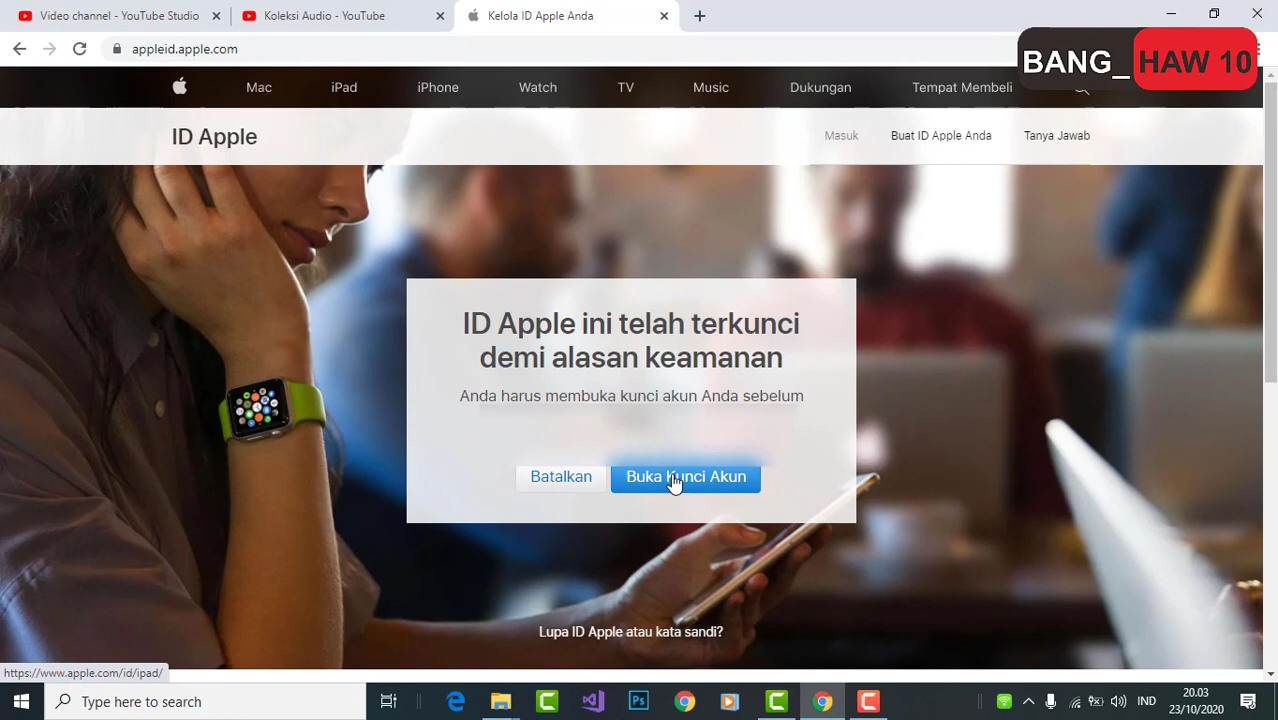 Video channel - YouTube Studio
Koleksi Audio - YouTube
Kelola ID Apple Anda
appleid.apple.com
BANG_ HAW 10
Mac iPad iPhone Watch TV Music Dukungan Tempat Membeli
ID Apple
Masuk Buat ID Apple Anda Tanya Jawab
ID Apple ini telah terkunci
demi alasan keamanan
Anda harus membuka kunci akun Anda sebelum
Batalkan Buka Kunci Akun
Lupa ID Apple atau kata sandi?
https://www.apple.com/id/ipad/
Type here to search
Ps
IND
20.03
23/10/2020